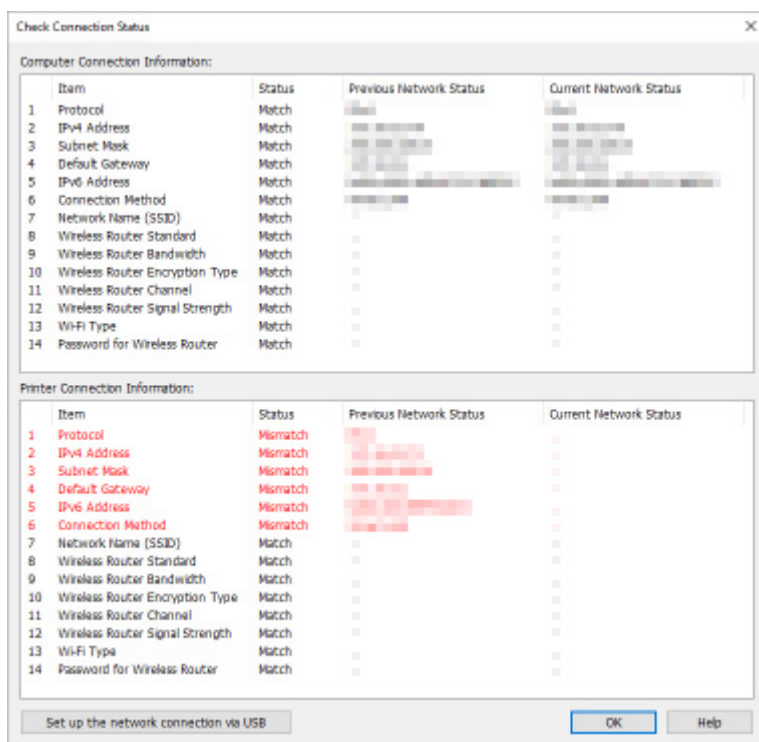 Check Connection Status
Computer Connection Information:
Item Status Previous Network Status Current Network Status
1 Protocol Match
2 IPv4 Address Match
3 Subnet Mask Match
4 Default Gateway Match
5 IPv6 Address Match
6 Connection Method Match
7 Network Name (SSID) Match
8 Wireless Router Standard Match
9 Wireless Router Bandwidth Match
10 Wireless Router Encryption Type Match
11 Wireless Router Channel Match
12 Wireless Router Signal Strength Match
13 Wi-Fi Type Match
14 Password for Wireless Router Match
Printer Connection Information:
Item Status Previous Network Status Current Network Status
1 Protocol Mismatch
2 IPv4 Address Mismatch
3 Subnet Mask Mismatch
4 Default Gateway Mismatch
5 IPv6 Address Mismatch
6 Connection Method Mismatch
7 Network Name (SSID) Match
8 Wireless Router Standard Match
9 Wireless Router Bandwidth Match
10 Wireless Router Encryption Type Match
11 Wireless Router Channel Match
12 Wireless Router Signal Strength Match
13 Wi-Fi Type Match
14 Password for Wireless Router Match
Set up the network connection via USB OK Help